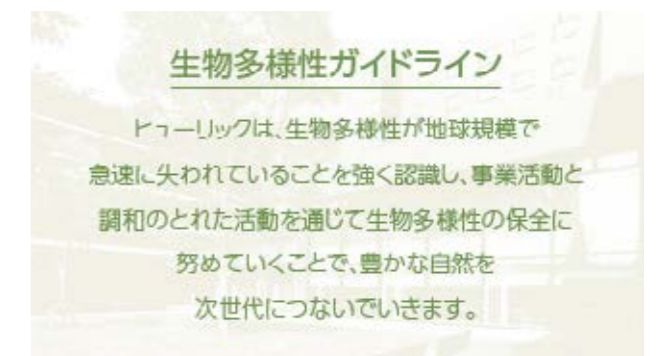 生物多様性ガイドライン
ヒューリックは、生物多様性が地球規模で
急速に失われていることを強く認識し、事業活動と
調和のとれた活動を通じて生物多様性の保全に
努めていくことで、豊かな自然を
次世代につないでいきます。